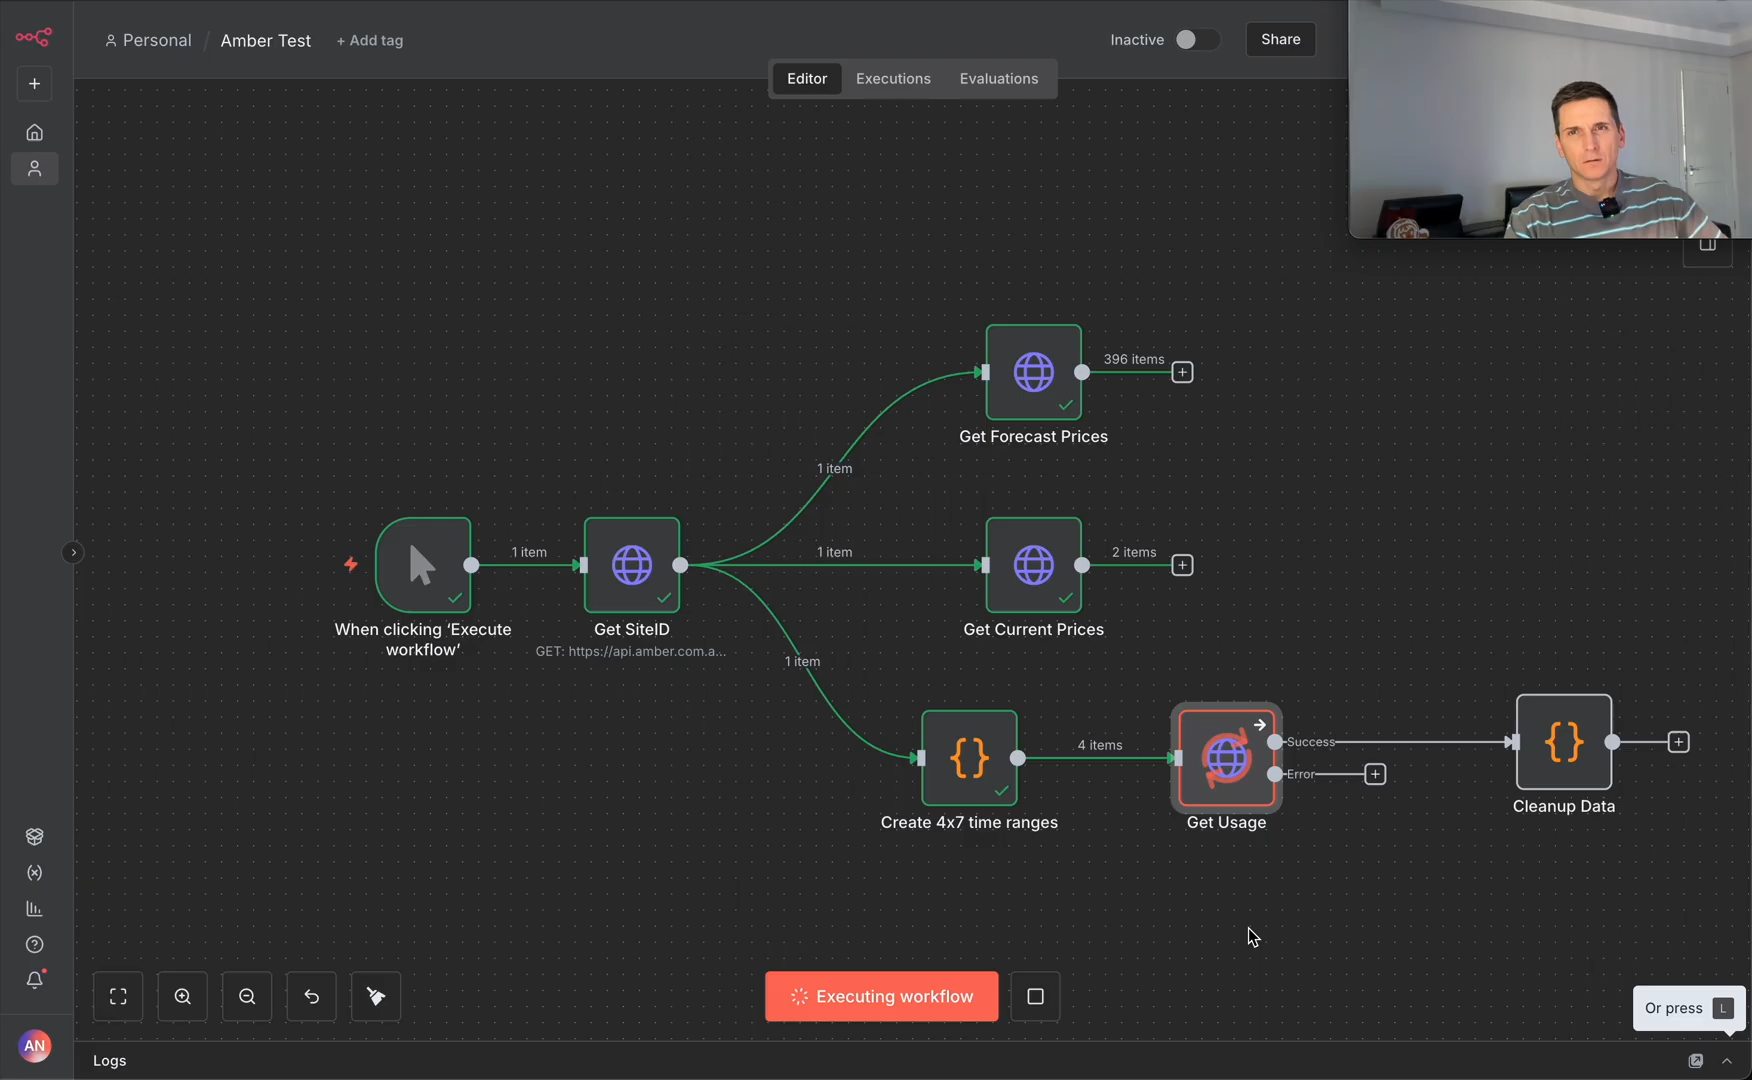 Personal / Amber Test + Add tag
Inactive
Share
Editor Executions Evaluations
396 items
Get Forecast Prices
1 item
1 item
1 item
2 items
When clicking ‘Execute
workflow’
Get SiteID
GET: https://api.amber.com.a...
Get Current Prices
1 item
4 items
Success
Error
Create 4x7 time ranges
Get Usage
Cleanup Data
Executing workflow
Or press L
AN
Logs